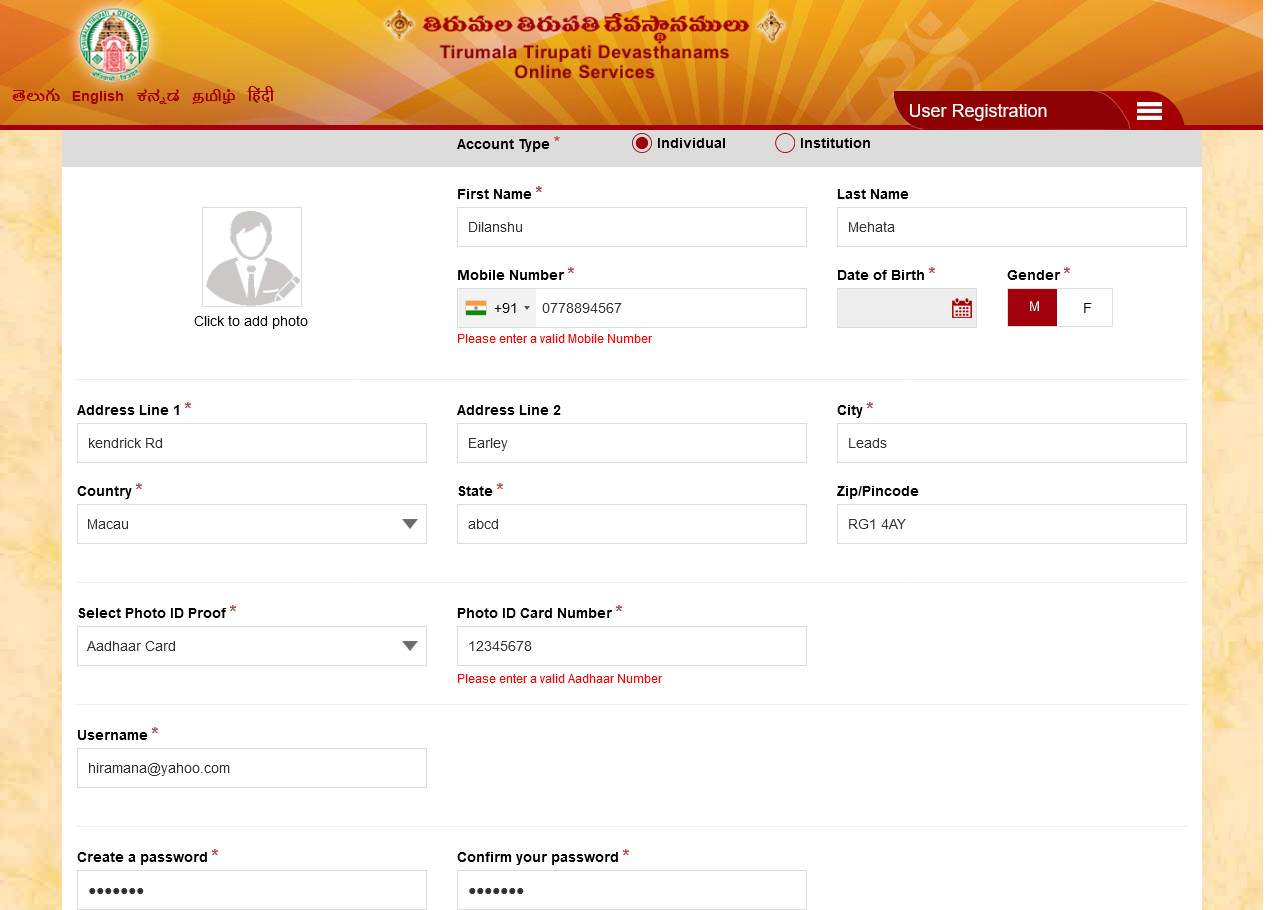 తిరుమల తిరుపతి దేవస్థానములు
Tirumala Tirupati Devasthanams
Online Services
తెలుగు English ಕನ್ನಡ தமிழ் हिंदी
User Registration
Account Type * Individual Institution
First Name * Last Name
Dilanshu Mehata
Mobile Number * Date of Birth * Gender *
+91 0778894567 M F
Click to add photo
Please enter a valid Mobile Number
Address Line 1 * Address Line 2 City *
kendrick Rd Earley Leads
Country * State * Zip/Pincode
Macau abcd RG1 4AY
Select Photo ID Proof * Photo ID Card Number *
Aadhaar Card 12345678
Please enter a valid Aadhaar Number
Username *
hiramana@yahoo.com
Create a password * Confirm your password *
●●●●●●● ●●●●●●●